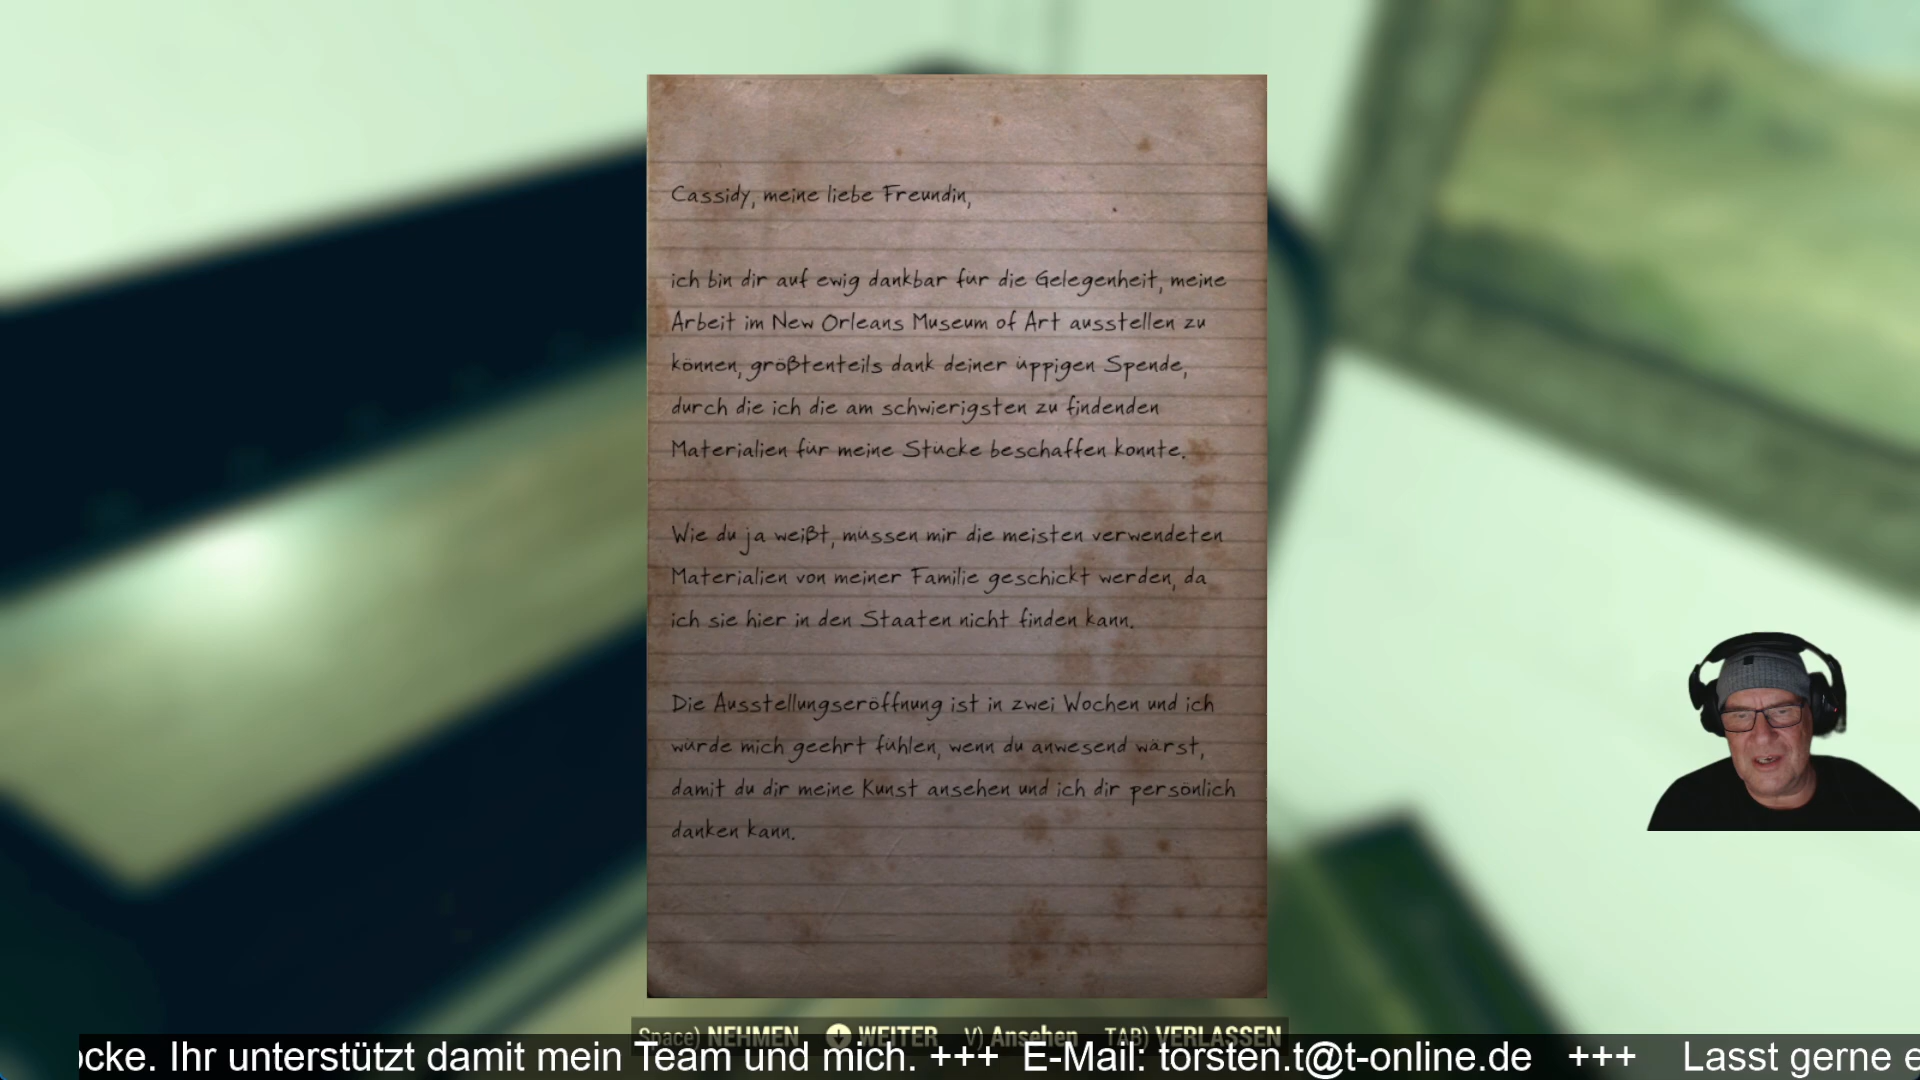 Cassidy, meine liebe Freundin,
ich bin dir auf ewig dankbar für die Gelegenheit, meine
Arbeit im New Orleans Museum of Art ausstellen zu
können, größtenteils dank deiner üppigen Spende,
durch die ich die am schwierigsten zu findenden
Materialien für meine Stücke beschaffen konnte.
Wie du ja weißt, müssen mir die meisten verwendeten
Materialien von meiner Familie geschickt werden, da
ich sie hier in den Staaten nicht finden kann.
Die Ausstellungseröffnung ist in zwei Wochen und ich
würde mich geehrt fühlen, wenn du anwesend wärst,
damit du dir meine Kunst ansehen und ich dir persönlich
danken kann.
Space) NEHMEN WEITER V) Ansehen TAB) VERLASSEN
ocke. Ihr unterstützt damit mein Team und mich. +++ E-Mail: torsten.t@t-online.de +++ Lasst gerne e